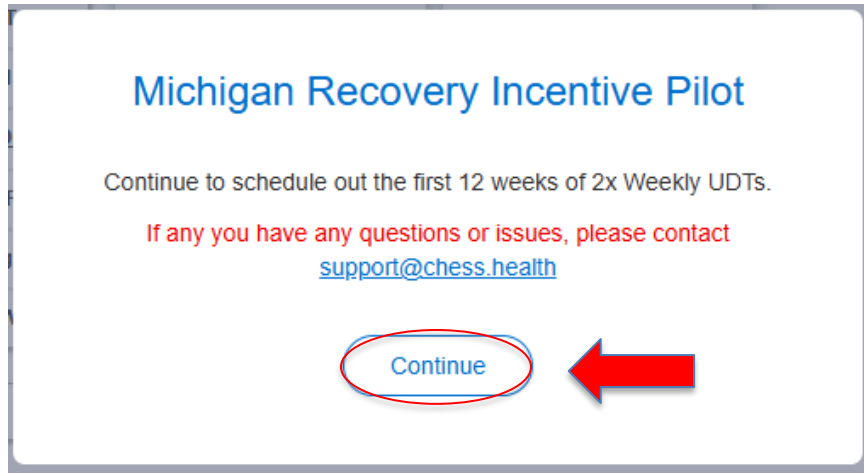 Michigan Recovery Incentive Pilot
Continue to schedule out the first 12 weeks of 2x Weekly UDTs.
If any you have any questions or issues, please contact
support@chess.health
Continue